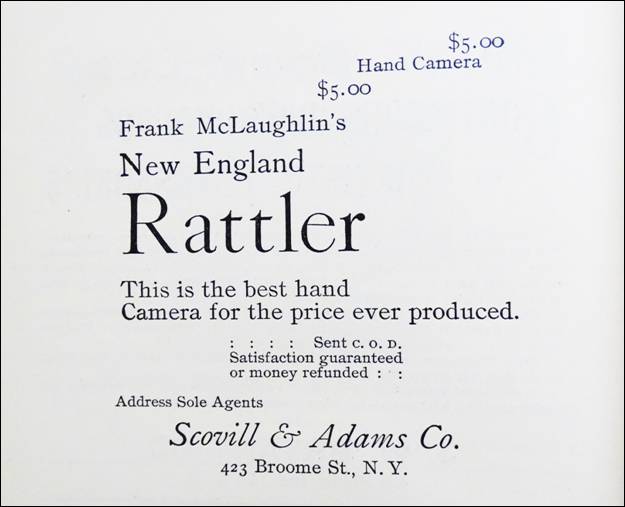 $5.00
Hand Camera
$5.00
Frank McLaughlin's
New England
Rattler
This is the best hand
Camera for the price ever produced.
: : : : Sent C. O. D.
Satisfaction guaranteed
or money refunded : :
Address Sole Agents
Scovill & Adams Co.
423 Broome St., N. Y.